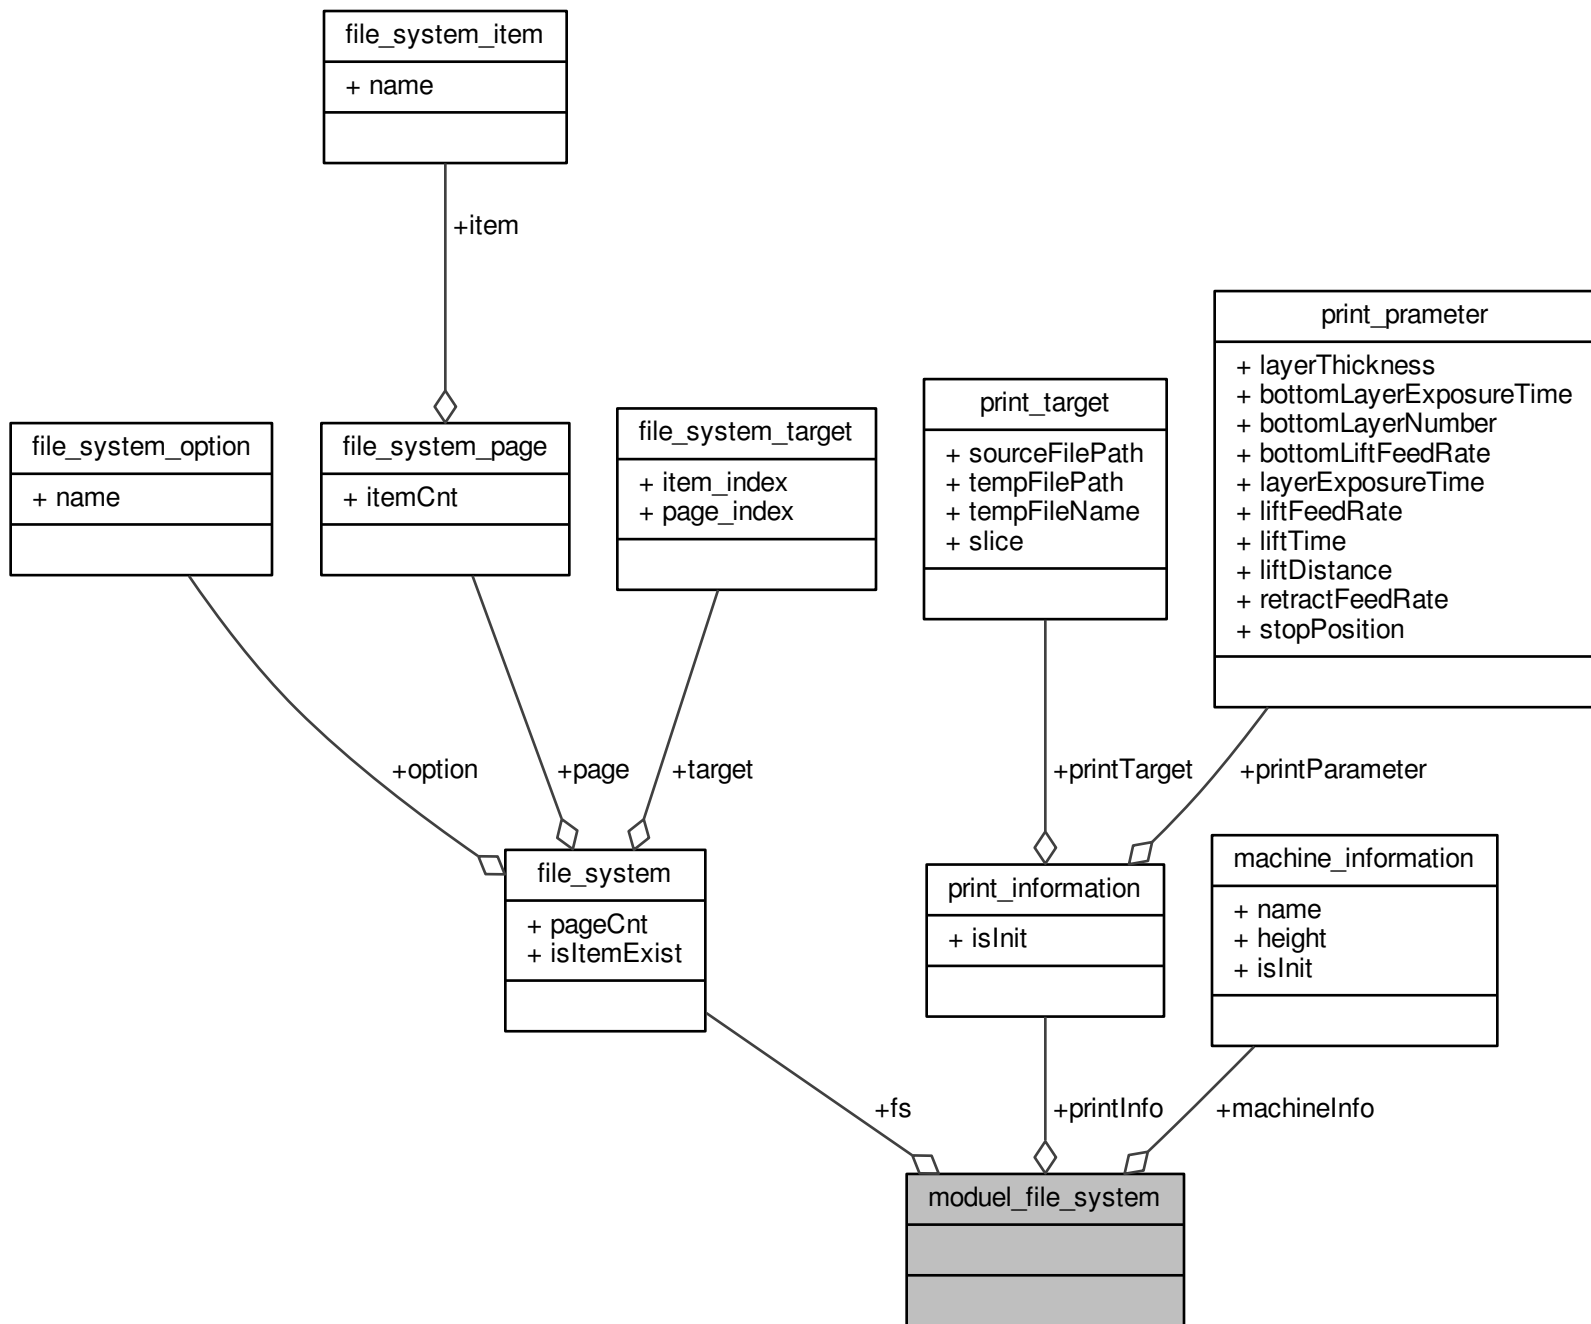 file_system_item
+ name
+item
print_prameter
+ layerThickness
+ bottomLayerExposureTime
+ bottomLayerNumber
+ bottomLiftFeedRate
+ layerExposureTime
+ liftFeedRate
+ liftTime
+ liftDistance
+ retractFeedRate
+ stopPosition
print_target
+ sourceFilePath
+ tempFilePath
+ tempFileName
+ slice
file_system_option
+ name
file_system_page
+ itemCnt
file_system_target
+ item_index
+ page_index
+option
+page
+target
+printTarget
+printParameter
file_system
+ pageCnt
+ isItemExist
print_information
+ isInit
machine_information
+ name
+ height
+ isInit
+fs
+printInfo
+machineInfo
moduel_file_system